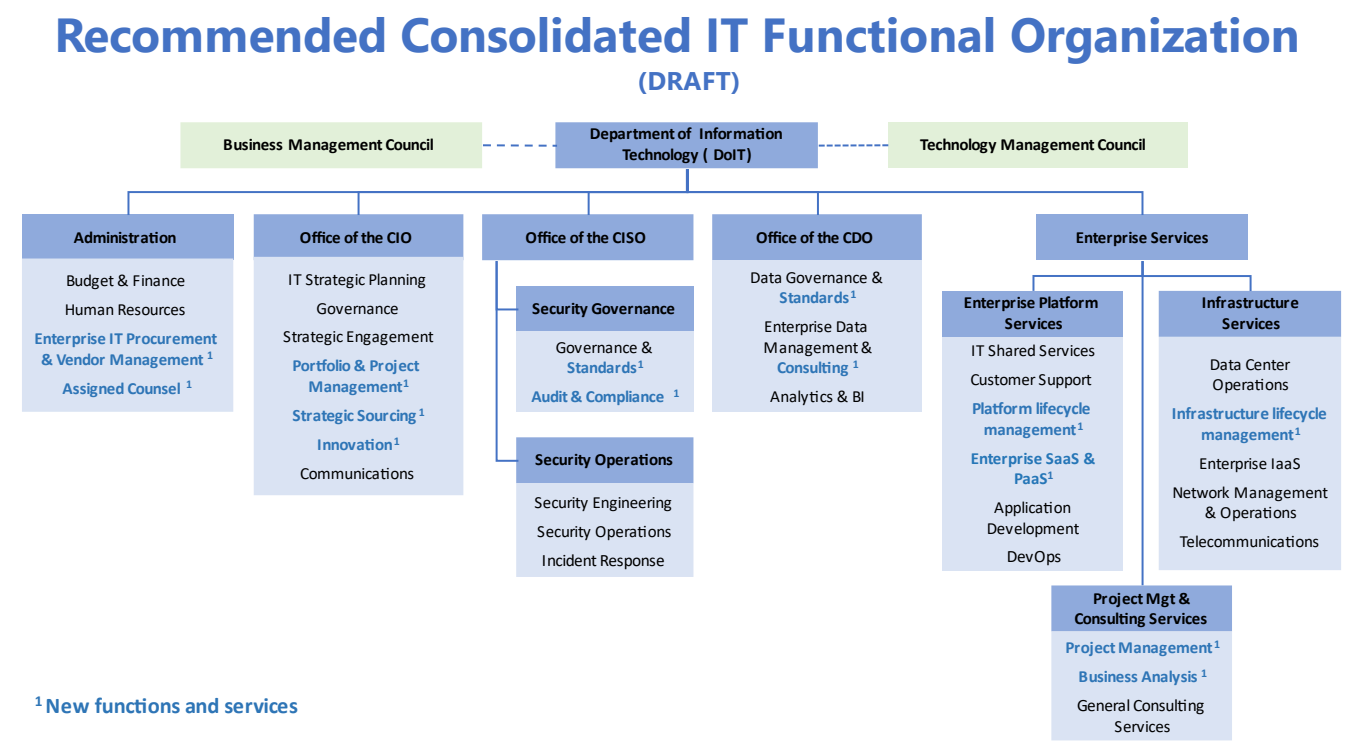 Recommended Consolidated IT Functional Organization
(DRAFT)
Business Management Council
Department of Information
Technology ( DoIT)
Technology Management Council
Administration
Budget & Finance
Human Resources
Enterprise IT Procurement
& Vendor Management ¹
Assigned Counsel ¹
Office of the CIO
IT Strategic Planning
Governance
Strategic Engagement
Portfolio & Project
Management¹
Strategic Sourcing ¹
Innovation¹
Communications
Office of the CISO
Security Governance
Governance &
Standards¹
Audit & Compliance ¹
Security Operations
Security Engineering
Security Operations
Incident Response
Office of the CDO
Data Governance &
Standards¹
Enterprise Data
Management &
Consulting ¹
Analytics & BI
Enterprise Services
Enterprise Platform
Services
IT Shared Services
Customer Support
Platform lifecycle
management¹
Enterprise SaaS &
PaaS¹
Application
Development
DevOps
Infrastructure
Services
Data Center
Operations
Infrastructure lifecycle
management¹
Enterprise IaaS
Network Management
& Operations
Telecommunications
Project Mgt &
Consulting Services
Project Management¹
Business Analysis ¹
General Consulting
Services
¹ New functions and services